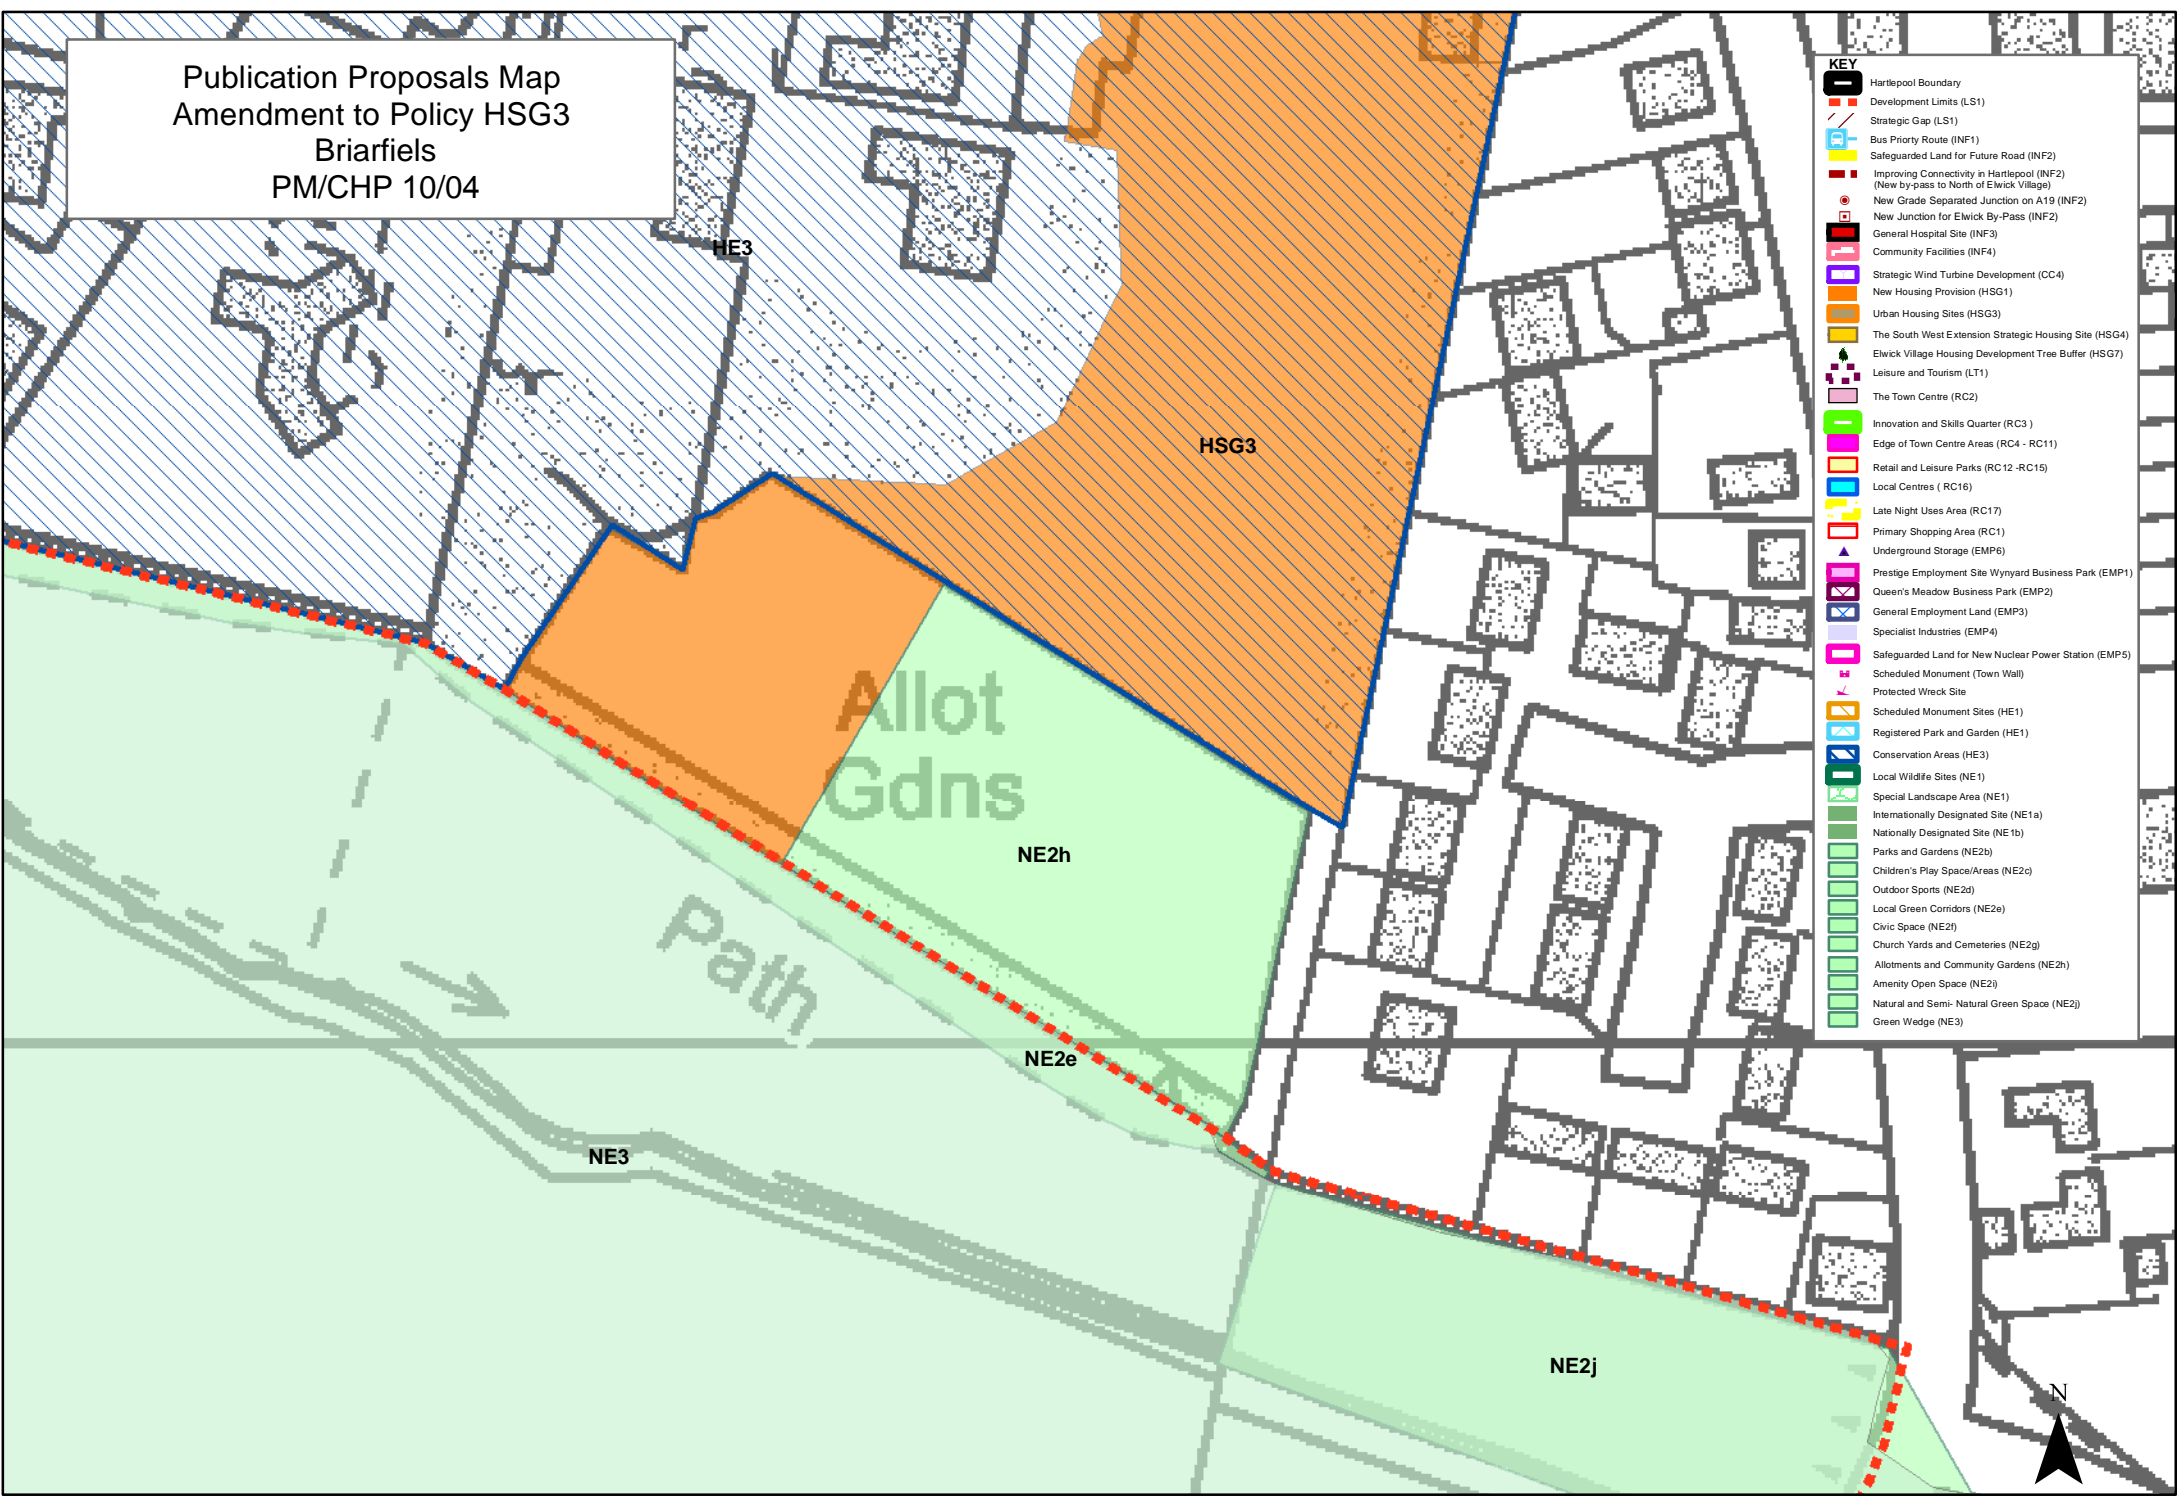 Publication Proposals Map
Amendment to Policy HSG3
Briarfiels
PM/CHP 10/04
HE3
HSG3
Allot
Gdns
NE2h
Path
NE2e
NE3
NE2j
KEY
Hartlepool Boundary
Development Limits (LS1)
Strategic Gap (LS1)
Bus Priorty Route (INF1)
Safeguarded Land for Future Road (INF2)
Improving Connectivity in Hartlepool (INF2)
(New by-pass to North of Elwick Village)
New Grade Separated Junction on A19 (INF2)
New Junction for Elwick By-Pass (INF2)
General Hospital Site (INF3)
Community Facilities (INF4)
Strategic Wind Turbine Development (CC4)
New Housing Provision (HSG1)
Urban Housing Sites (HSG3)
The South West Extension Strategic Housing Site (HSG4)
Elwick Village Housing Development Tree Buffer (HSG7)
Leisure and Tourism (LT1)
The Town Centre (RC2)
Innovation and Skills Quarter (RC3 )
Edge of Town Centre Areas (RC4 - RC11)
Retail and Leisure Parks (RC12 -RC15)
Local Centres ( RC16)
Late Night Uses Area (RC17)
Primary Shopping Area (RC1)
Underground Storage (EMP6)
Prestige Employment Site Wynyard Business Park (EMP1)
Queen's Meadow Business Park (EMP2)
General Employment Land (EMP3)
Specialist Industries (EMP4)
Safeguarded Land for New Nuclear Power Station (EMP5)
Scheduled Monument (Town Wall)
Protected Wreck Site
Scheduled Monument Sites (HE1)
Registered Park and Garden (HE1)
Conservation Areas (HE3)
Local Wildlife Sites (NE1)
Special Landscape Area (NE1)
Internationally Designated Site (NE1a)
Nationally Designated Site (NE1b)
Parks and Gardens (NE2b)
Children's Play Space/Areas (NE2c)
Outdoor Sports (NE2d)
Local Green Corridors (NE2e)
Civic Space (NE2f)
Church Yards and Cemeteries (NE2g)
Allotments and Community Gardens (NE2h)
Amenity Open Space (NE2i)
Natural and Semi- Natural Green Space (NE2j)
Green Wedge (NE3)
N